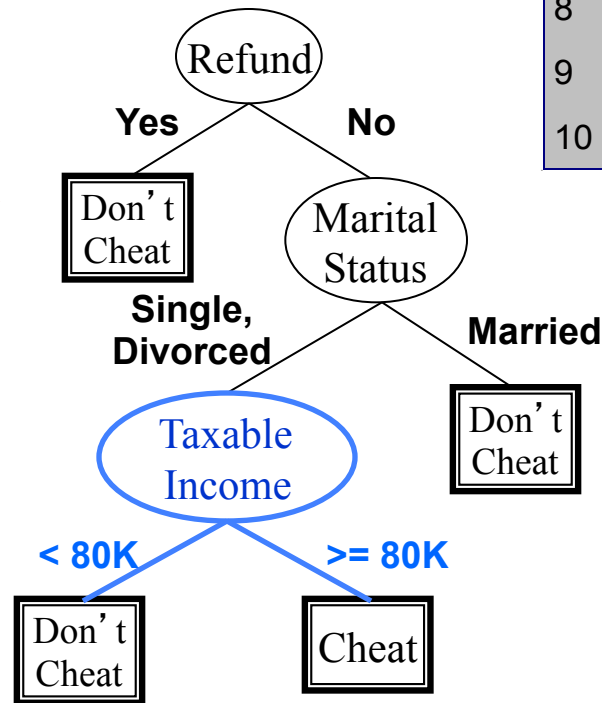 8
Refund
9
Yes
No
10
Don't
Cheat
Marital
Status
Single,
Divorced
Married
Taxable
Income
Don't
Cheat
< 80K
>= 80K
Don't
Cheat
Cheat